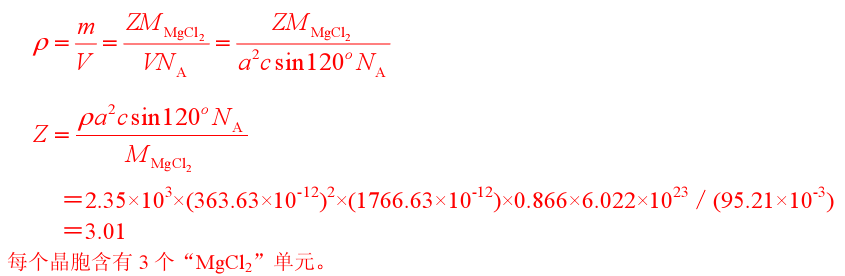 ρ = m/V = ZM_MgCl₂/VN_A = ZM_MgCl₂/a²c sin120° N_A
Z = ρa²c sin120° N_A/M_MgCl₂
=2.35×10³×(363.63×10⁻¹²)²×(1766.63×10⁻¹²)×0.866×6.022×10²³ / (95.21×10⁻³)
=3.01
每个晶胞含有 3 个“MgCl₂”单元。